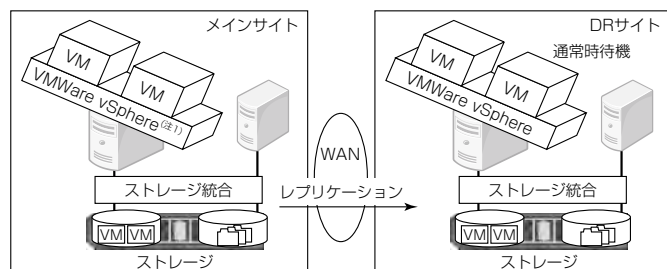 メインサイト
VM
VM
VMWare vSphere(注1)
ストレージ統合
VM VM
ストレージ
WAN
レプリケーション
DRサイト
通常時待機
VM
VM
VMWare vSphere
ストレージ統合
VM VM
ストレージ